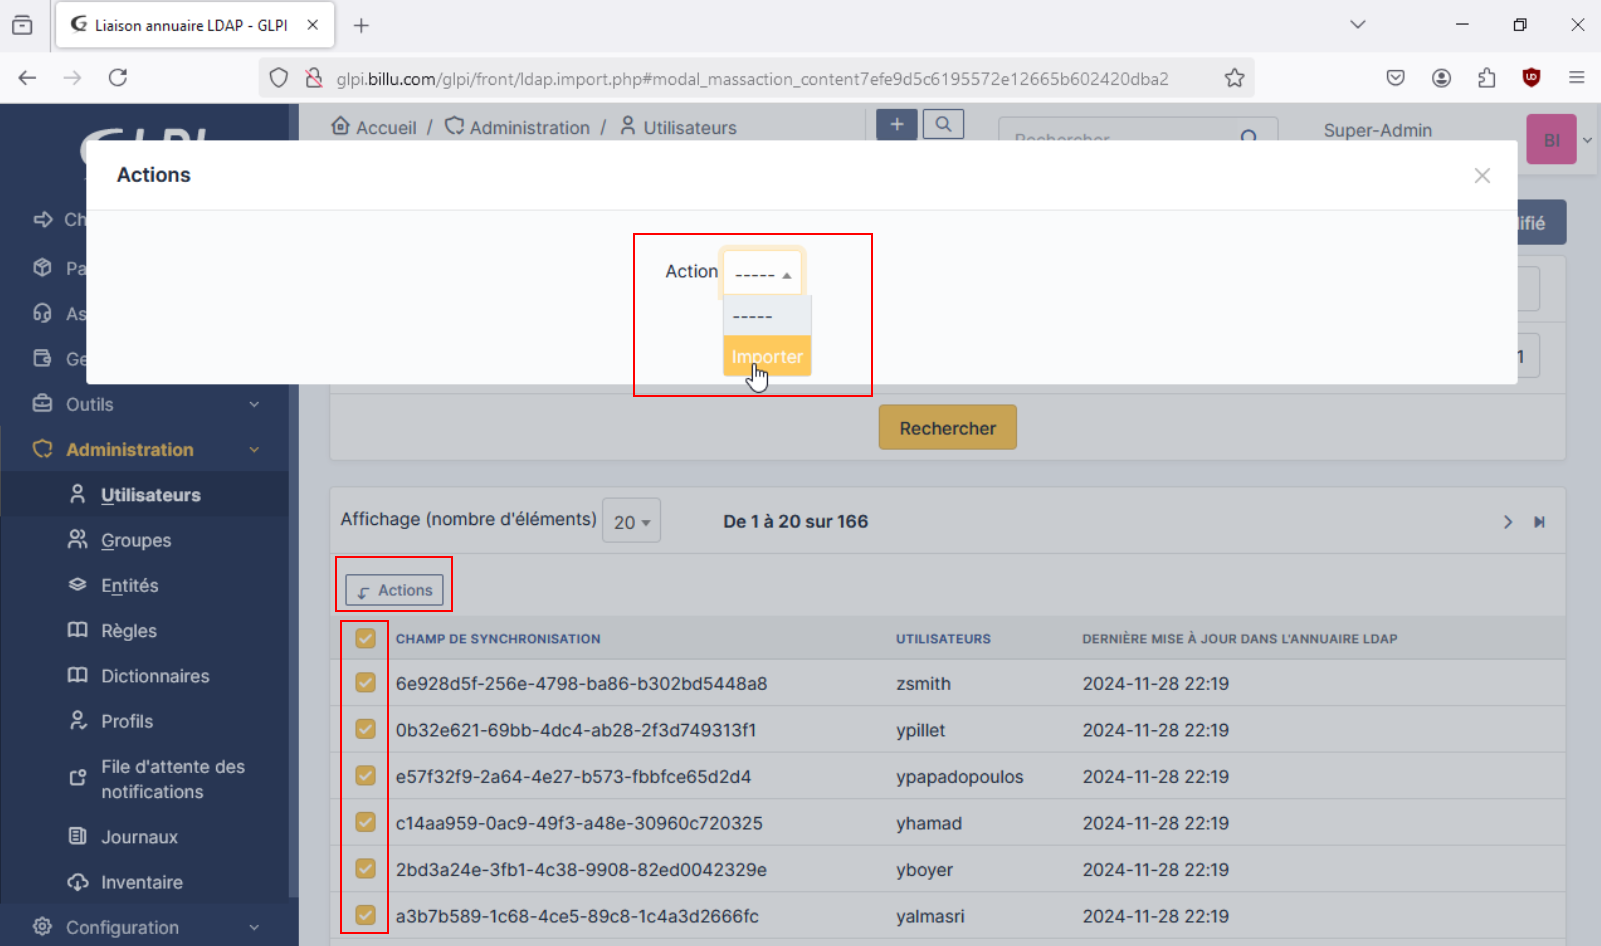 Liaison annuaire LDAP - GLPI
glpi.billu.com/glpi/front/ldap.import.php#modal_massaction_content7efe9d5c6195572e12665b602420dba2
Accueil / Administration / Utilisateurs
Rechercher
Super-Admin
BI
Actions
Ch
Pa
As
Ge
ifié
Action -----
-----
Importer
1
Outils
Administration
Utilisateurs
Groupes
Entités
Règles
Dictionnaires
Profils
File d'attente des
notifications
Journaux
Inventaire
Configuration
Rechercher
Affichage (nombre d'éléments) 20
De 1 à 20 sur 166
Actions
CHAMP DE SYNCHRONISATION UTILISATEURS DERNIÈRE MISE À JOUR DANS L'ANNUAIRE LDAP
6e928d5f-256e-4798-ba86-b302bd5448a8 zsmith 2024-11-28 22:19
0b32e621-69bb-4dc4-ab28-2f3d749313f1 ypillet 2024-11-28 22:19
e57f32f9-2a64-4e27-b573-fbbfce65d2d4 ypapadopoulos 2024-11-28 22:19
c14aa959-0ac9-49f3-a48e-30960c720325 yhamad 2024-11-28 22:19
2bd3a24e-3fb1-4c38-9908-82ed0042329e yboyer 2024-11-28 22:19
a3b7b589-1c68-4ce5-89c8-1c4a3d2666fc yalmasri 2024-11-28 22:19